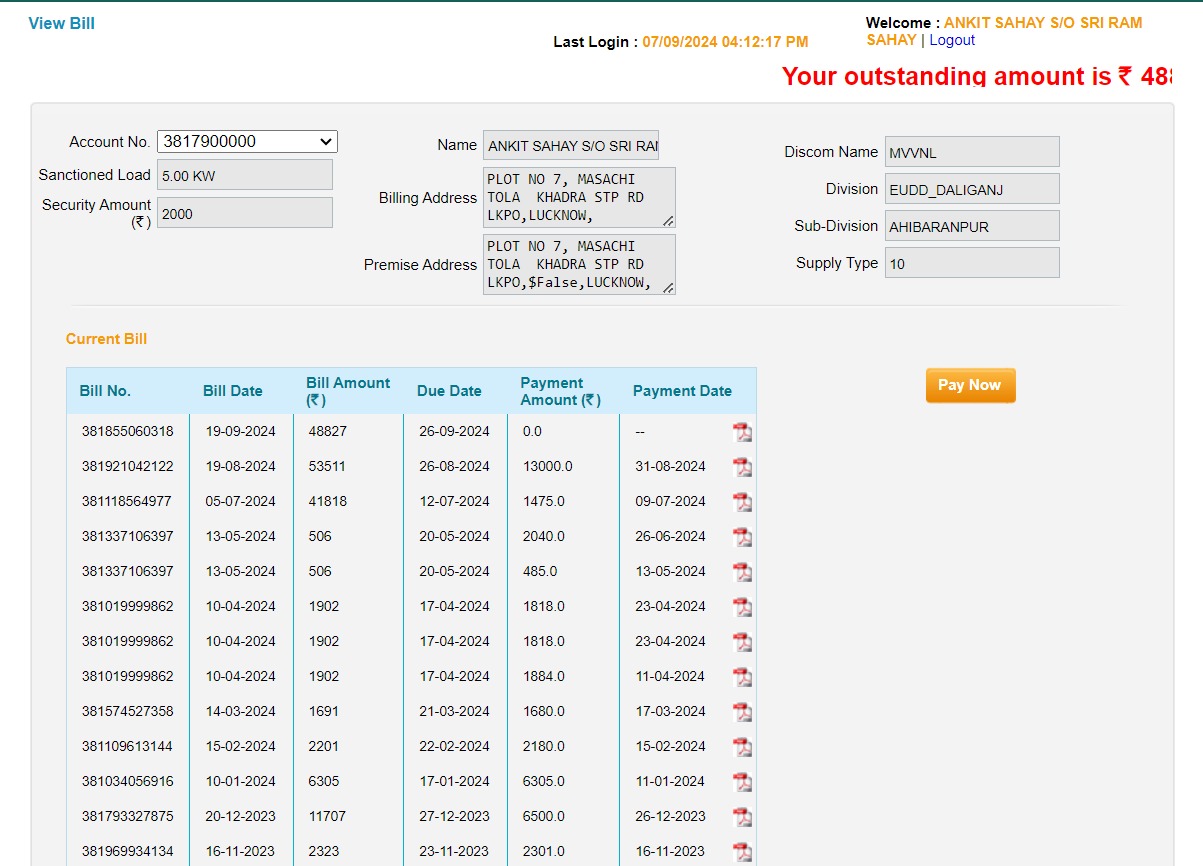 View Bill
Welcome : ANKIT SAHAY S/O SRI RAM
SAHAY | Logout
Last Login : 07/09/2024 04:12:17 PM
Your outstanding amount is ₹ 488
Account No. 3817900000
Sanctioned Load 5.00 KW
Security Amount
(₹) 2000
Name ANKIT SAHAY S/O SRI RAM
Billing Address PLOT NO 7, MASACHI
TOLA KHADRA STP RD
LKPO,LUCKNOW,
Premise Address PLOT NO 7, MASACHI
TOLA KHADRA STP RD
LKPO,$False,LUCKNOW,
Discom Name MVVNL
Division EUDD_DALIGANJ
Sub-Division AHIBARANPUR
Supply Type 10
Current Bill
Pay Now
Bill No. Bill Date Bill Amount (₹) Due Date Payment Amount (₹) Payment Date
381855060318 19-09-2024 48827 26-09-2024 0.0 --
381921042122 19-08-2024 53511 26-08-2024 13000.0 31-08-2024
381118564977 05-07-2024 41818 12-07-2024 1475.0 09-07-2024
381337106397 13-05-2024 506 20-05-2024 2040.0 26-06-2024
381337106397 13-05-2024 506 20-05-2024 485.0 13-05-2024
381019999862 10-04-2024 1902 17-04-2024 1818.0 23-04-2024
381019999862 10-04-2024 1902 17-04-2024 1818.0 23-04-2024
381019999862 10-04-2024 1902 17-04-2024 1884.0 11-04-2024
381574527358 14-03-2024 1691 21-03-2024 1680.0 17-03-2024
381109613144 15-02-2024 2201 22-02-2024 2180.0 15-02-2024
381034056916 10-01-2024 6305 17-01-2024 6305.0 11-01-2024
381793327875 20-12-2023 11707 27-12-2023 6500.0 26-12-2023
381969934134 16-11-2023 2323 23-11-2023 2301.0 16-11-2023